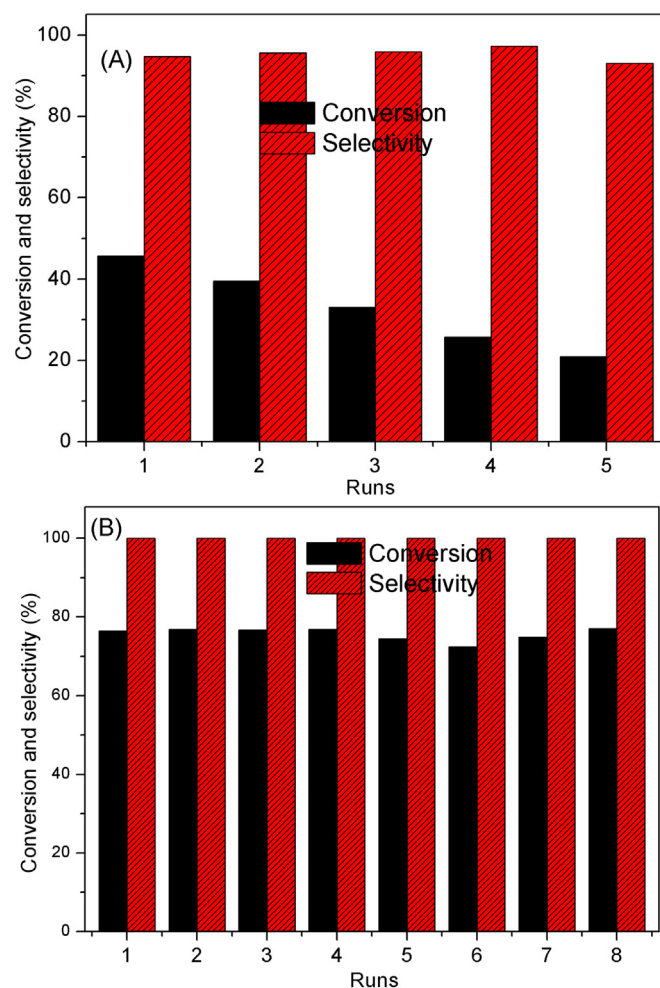 (A)
Conversion
Selectivity
Conversion and selectivity (%)
100
80
60
40
20
0
1 2 3 4 5
Runs
(B)
Conversion
Selectivity
Conversion and selectivity (%)
100
80
60
40
20
0
1 2 3 4 5 6 7 8
Runs